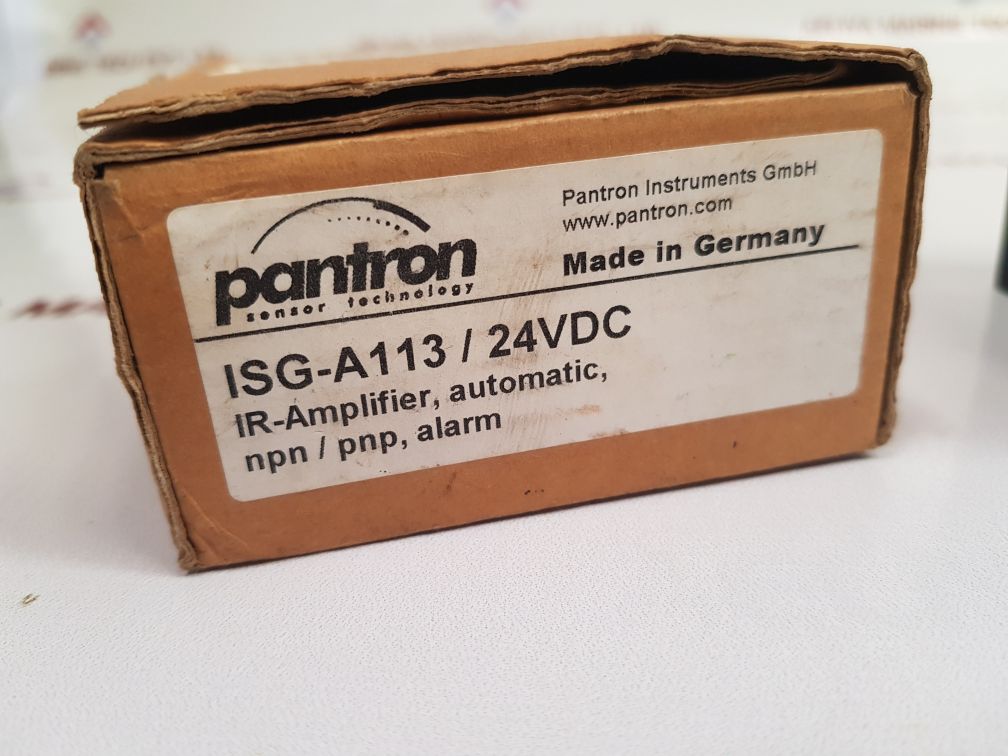 pantron
sensor technology
Pantron Instruments GmbH
www.pantron.com
Made in Germany
ISG-A113 / 24VDC
IR-Amplifier, automatic,
npn / pnp, alarm